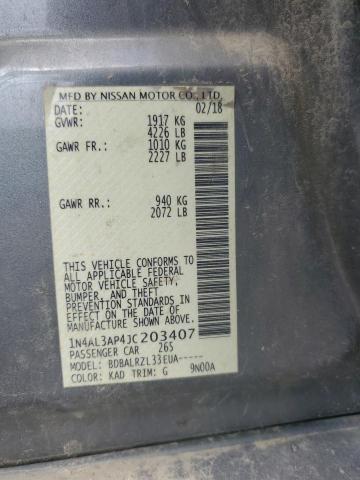 MFD BY NISSAN MOTOR CO., LTD.
DATE: 02/18
GVWR: 1917 KG
4226 LB
GAWR FR.: 1010 KG
2227 LB
GAWR RR.: 940 KG
2072 LB
THIS VEHICLE CONFORMS TO
ALL APPLICABLE FEDERAL
MOTOR VEHICLE SAFETY,
BUMPER, AND THEFT
PREVENTION STANDARDS IN
EFFECT ON THE DATE OF
MANUFACTURE SHOWN ABOVE.
1N4AL3AP4JC203407
PASSENGER CAR 265
MODEL: BDBALRZL33EUA-----
COLOR: KAD TRIM: G 9N00A